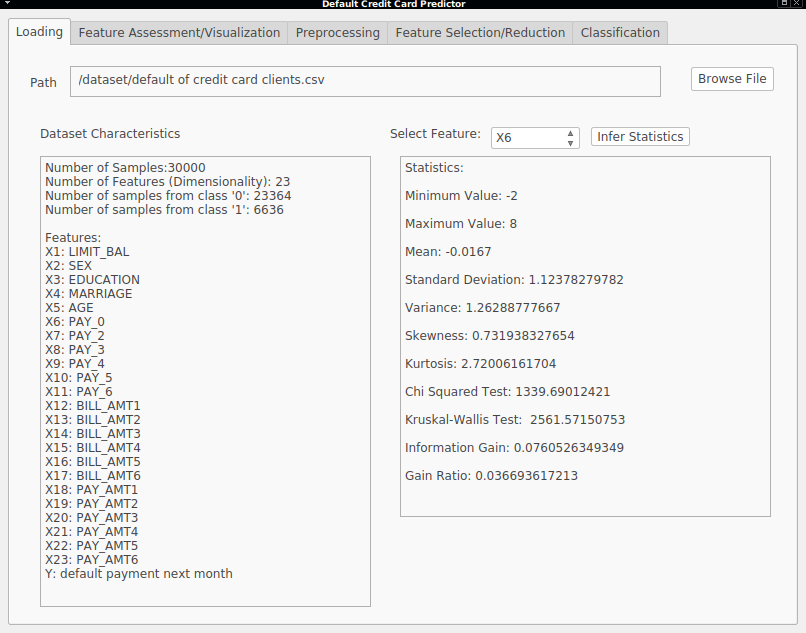 Default Credit Card Predictor
Loading Feature Assessment/Visualization Preprocessing Feature Selection/Reduction Classification
Path /dataset/default of credit card clients.csv Browse File
Dataset Characteristics
Number of Samples:30000
Number of Features (Dimensionality): 23
Number of samples from class '0': 23364
Number of samples from class '1': 6636
Features:
X1: LIMIT_BAL
X2: SEX
X3: EDUCATION
X4: MARRIAGE
X5: AGE
X6: PAY_0
X7: PAY_2
X8: PAY_3
X9: PAY_4
X10: PAY_5
X11: PAY_6
X12: BILL_AMT1
X13: BILL_AMT2
X14: BILL_AMT3
X15: BILL_AMT4
X16: BILL_AMT5
X17: BILL_AMT6
X18: PAY_AMT1
X19: PAY_AMT2
X20: PAY_AMT3
X21: PAY_AMT4
X22: PAY_AMT5
X23: PAY_AMT6
Y: default payment next month
Select Feature: X6 Infer Statistics
Statistics:
Minimum Value: -2
Maximum Value: 8
Mean: -0.0167
Standard Deviation: 1.12378279782
Variance: 1.26288777667
Skewness: 0.731938327654
Kurtosis: 2.72006161704
Chi Squared Test: 1339.69012421
Kruskal-Wallis Test:  2561.57150753
Information Gain: 0.0760526349349
Gain Ratio: 0.036693617213